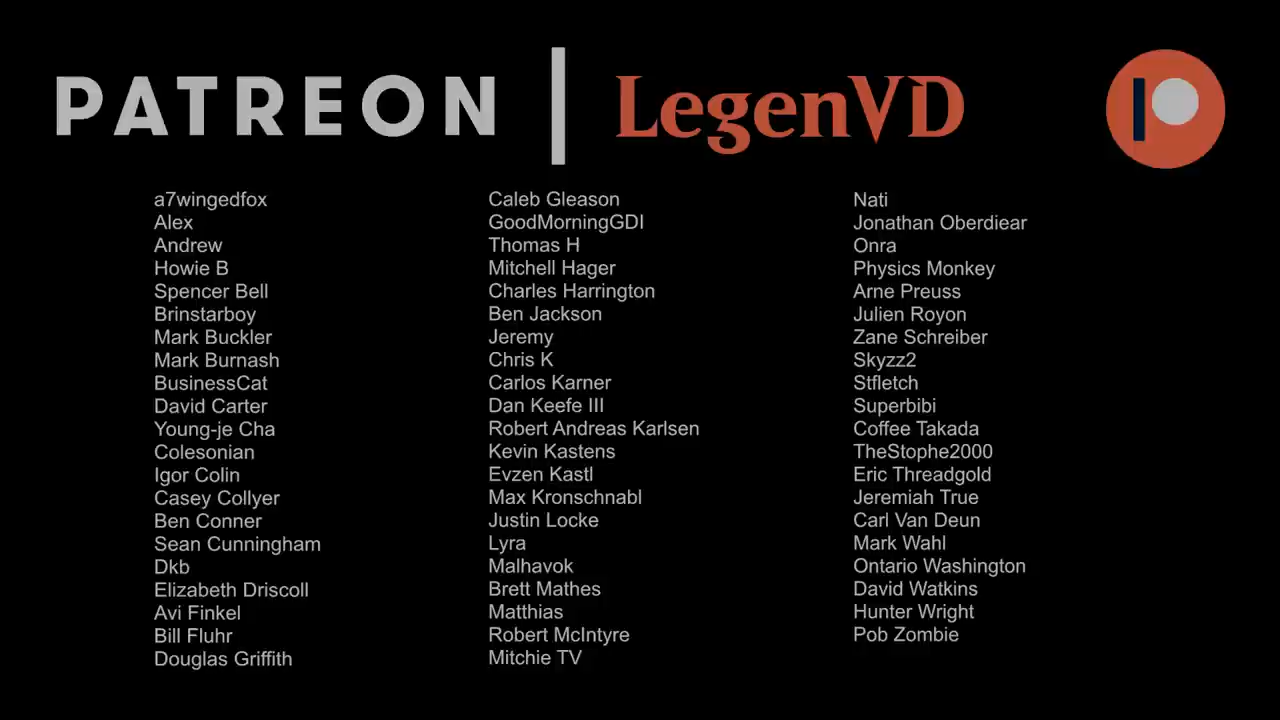 PATREON | LegenVD
a7wingedfox
Alex
Andrew
Howie B
Spencer Bell
Brinstarboy
Mark Buckler
Mark Burnash
BusinessCat
David Carter
Young-je Cha
Colesonian
Igor Colin
Casey Collyer
Ben Conner
Sean Cunningham
Dkb
Elizabeth Driscoll
Avi Finkel
Bill Fluhr
Douglas Griffith
Caleb Gleason
GoodMorningGDI
Thomas H
Mitchell Hager
Charles Harrington
Ben Jackson
Jeremy
Chris K
Carlos Karner
Dan Keefe III
Robert Andreas Karlsen
Kevin Kastens
Evzen Kastl
Max Kronschnabl
Justin Locke
Lyra
Malhavok
Brett Mathes
Matthias
Robert McIntyre
Mitchie TV
Nati
Jonathan Oberdiear
Onra
Physics Monkey
Arne Preuss
Julien Royon
Zane Schreiber
Skyzz2
Stfletch
Superbibi
Coffee Takada
TheStophe2000
Eric Threadgold
Jeremiah True
Carl Van Deun
Mark Wahl
Ontario Washington
David Watkins
Hunter Wright
Pob Zombie